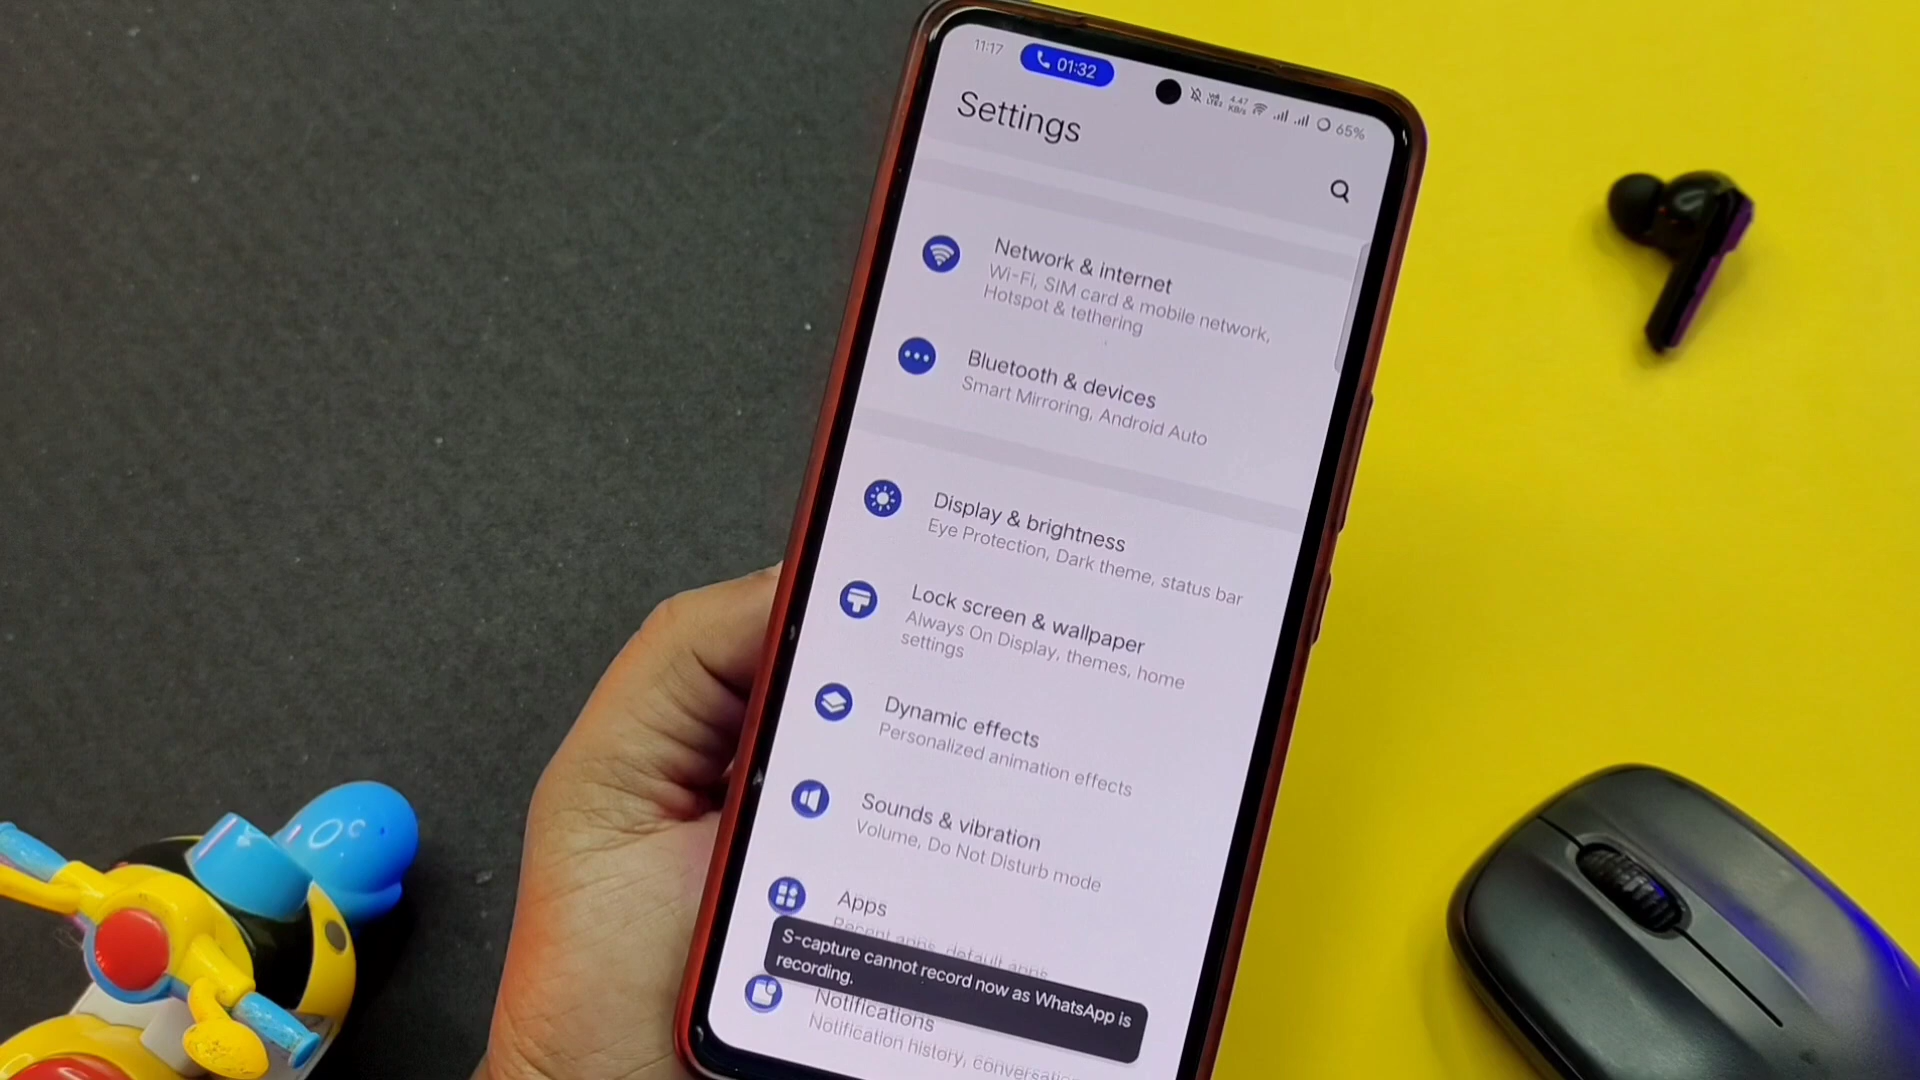 11:17 01:32 4.47 KB/s 65%
Settings
Network & internet
Wi-Fi, SIM card & mobile network,
Hotspot & tethering
Bluetooth & devices
Smart Mirroring, Android Auto
Display & brightness
Eye Protection, Dark theme, status bar
Lock screen & wallpaper
Always On Display, themes, home
settings
Dynamic effects
Personalized animation effects
Sounds & vibration
Volume, Do Not Disturb mode
Apps
Recent apps, default apps
S-capture cannot record now as WhatsApp is
recording.
Notifications
Notification history,